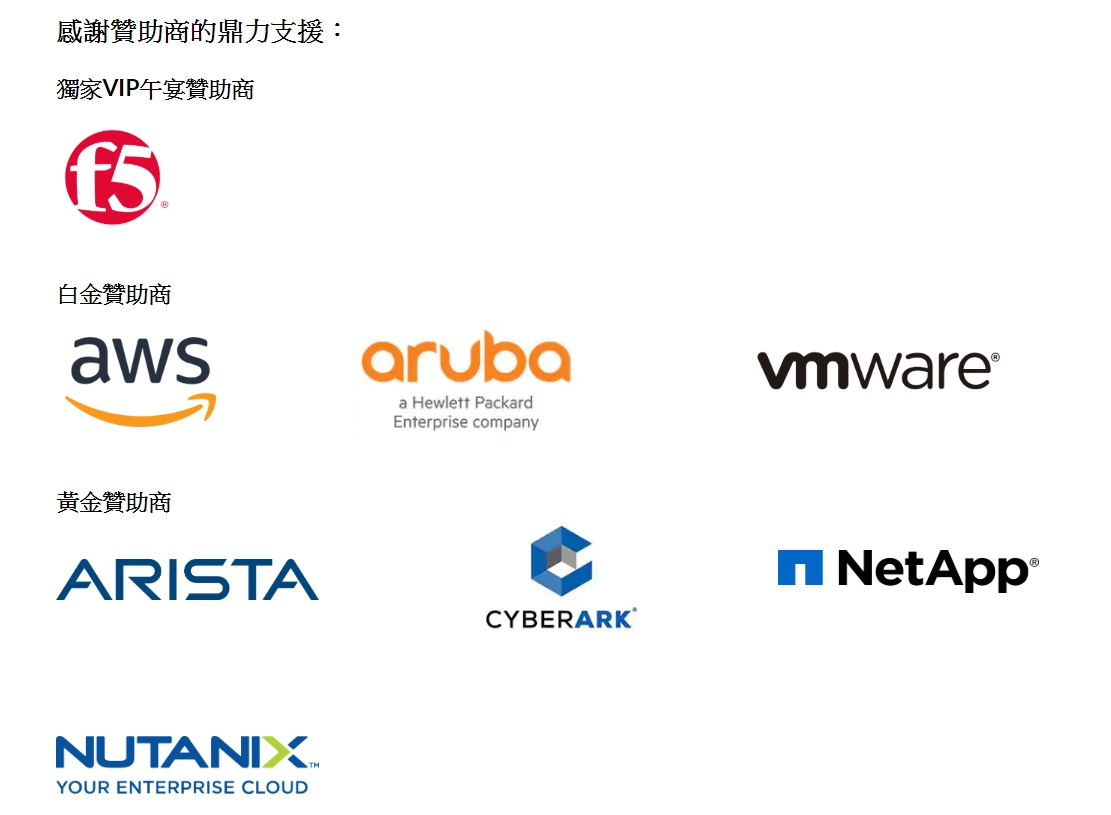 感謝贊助商的鼎力支援：
獨家VIP午宴贊助商
f5®
白金贊助商
aws
aruba
a Hewlett Packard
Enterprise company
vmware®
黃金贊助商
ARISTA
CYBERARK®
NetApp®
NUTANIX™
YOUR ENTERPRISE CLOUD